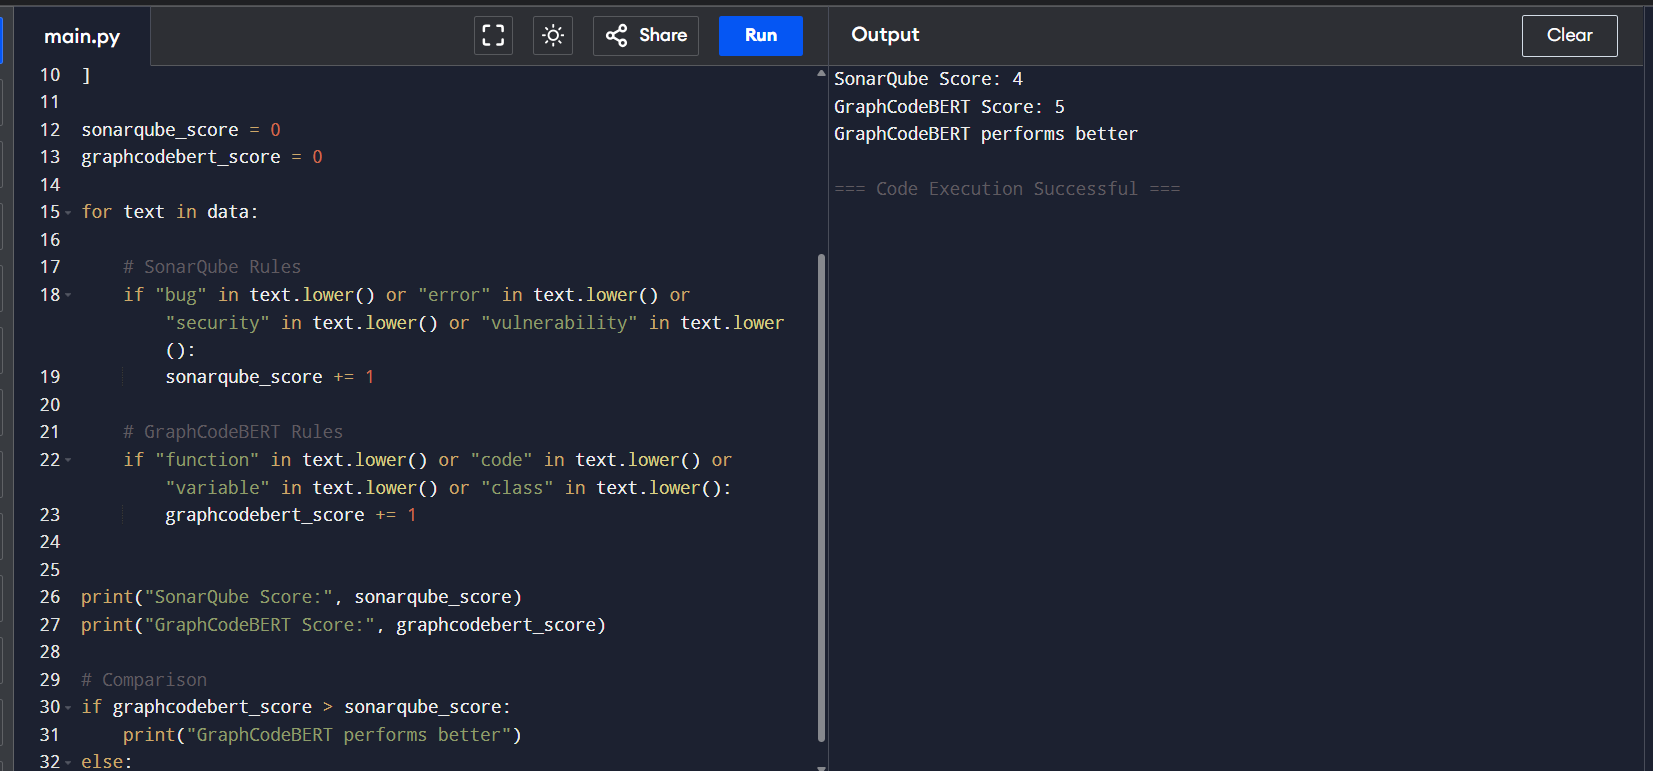 main.py
Share
Run
Output
Clear
10 ]
11
12 sonarqube_score = 0
13 graphcodebert_score = 0
14
15 for text in data:
16
17     # SonarQube Rules
18     if "bug" in text.lower() or "error" in text.lower() or
        "security" in text.lower() or "vulnerability" in text.lower
        ():
19         sonarqube_score += 1
20
21     # GraphCodeBERT Rules
22     if "function" in text.lower() or "code" in text.lower() or
        "variable" in text.lower() or "class" in text.lower():
23         graphcodebert_score += 1
24
25
26 print("SonarQube Score:", sonarqube_score)
27 print("GraphCodeBERT Score:", graphcodebert_score)
28
29 # Comparison
30 if graphcodebert_score > sonarqube_score:
31     print("GraphCodeBERT performs better")
32 else:
SonarQube Score: 4
GraphCodeBERT Score: 5
GraphCodeBERT performs better
=== Code Execution Successful ===